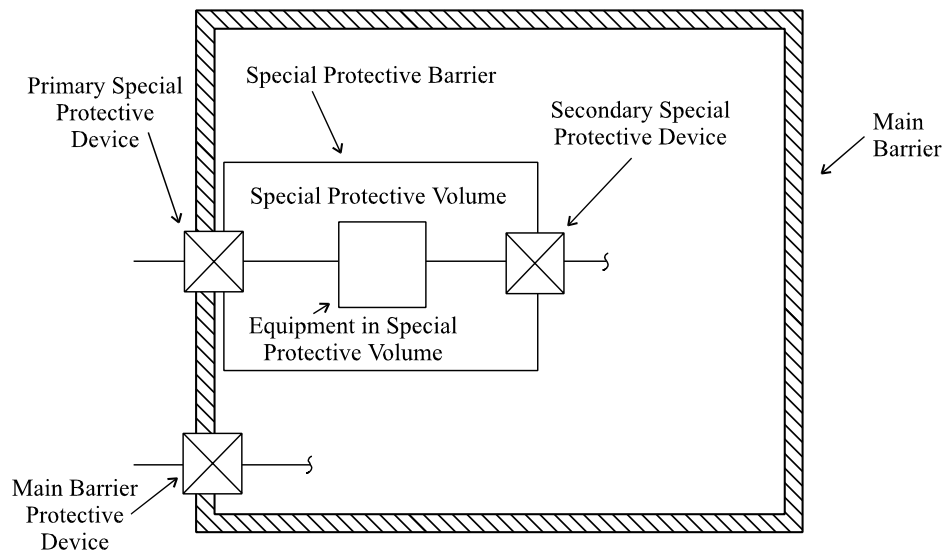 Primary Special
Protective
Device
Special Protective Barrier
Secondary Special
Protective Device
Main
Barrier
Special Protective Volume
Equipment in Special
Protective Volume
Main Barrier
Protective
Device